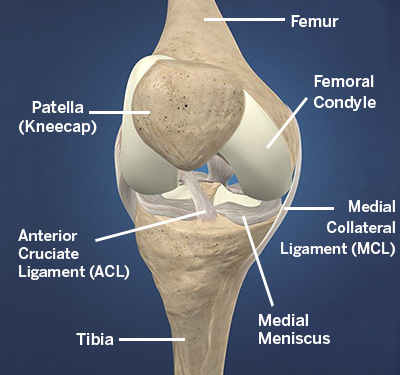 Femur
Femoral
Condyle
Patella
(Kneecap)
Medial
Collateral
Ligament (MCL)
Anterior
Cruciate
Ligament (ACL)
Medial
Meniscus
Tibia